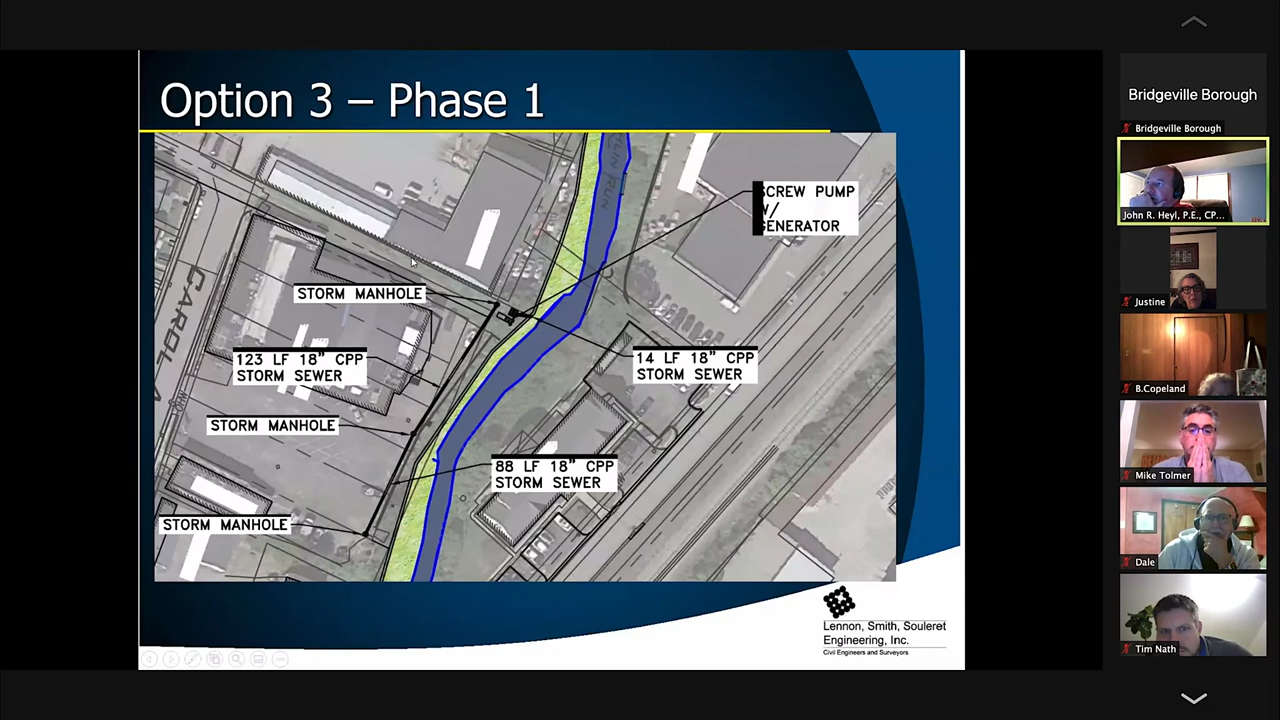 Option 3 – Phase 1
SCREW PUMP
W/
GENERATOR
STORM MANHOLE
123 LF 18" CPP
STORM SEWER
14 LF 18" CPP
STORM SEWER
STORM MANHOLE
88 LF 18" CPP
STORM SEWER
STORM MANHOLE
CAROL
RUN
Lennon, Smith, Souleret
Engineering, Inc.
Civil Engineers and Surveyors
Bridgeville Borough
Bridgeville Borough
John R. Heyl, P.E., CP...
Justine
B.Copeland
Mike Tolmer
Dale
Tim Nath